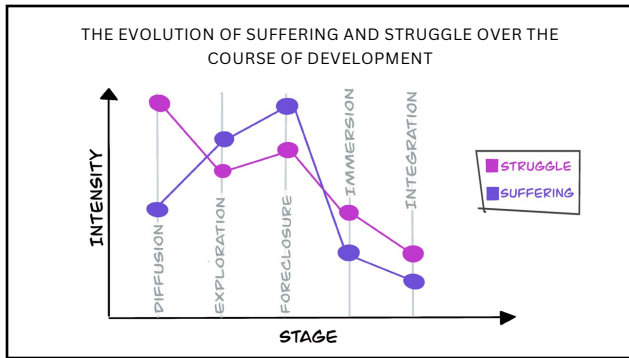 THE EVOLUTION OF SUFFERING AND STRUGGLE OVER THE
COURSE OF DEVELOPMENT
INTENSITY
DIFFUSION
EXPLORATION
FORECLOSURE
IMMERSION
INTEGRATION
STRUGGLE
SUFFERING
STAGE